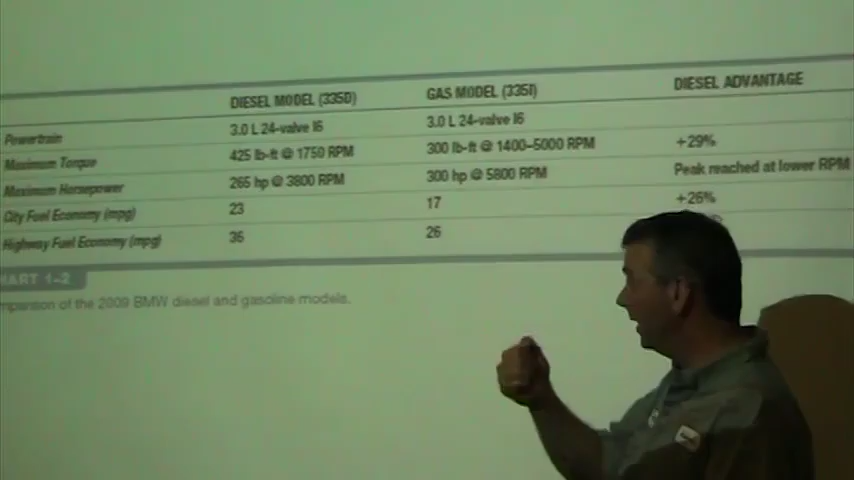 DIESEL MODEL (335D) GAS MODEL (335I) DIESEL ADVANTAGE
Powertrain 3.0 L 24-valve I6 3.0 L 24-valve I6
Maximum Torque 425 lb-ft @ 1750 RPM 300 lb-ft @ 1400–5000 RPM +29%
Maximum Horsepower 265 hp @ 3800 RPM 300 hp @ 5800 RPM Peak reached at lower RPM
City Fuel Economy (mpg) 23 17 +26%
Highway Fuel Economy (mpg) 36 26
HART 1–2
mparison of the 2009 BMW diesel and gasoline models.